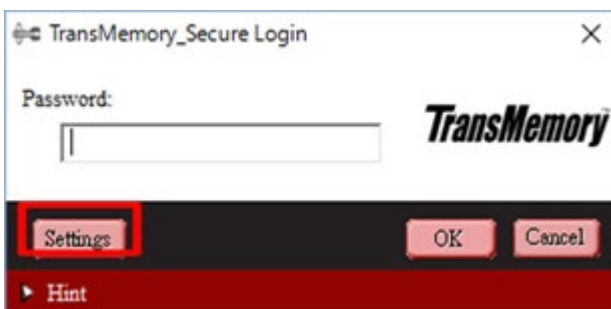 TransMemory_Secure Login
Password:
TransMemory
Settings
OK
Cancel
Hint